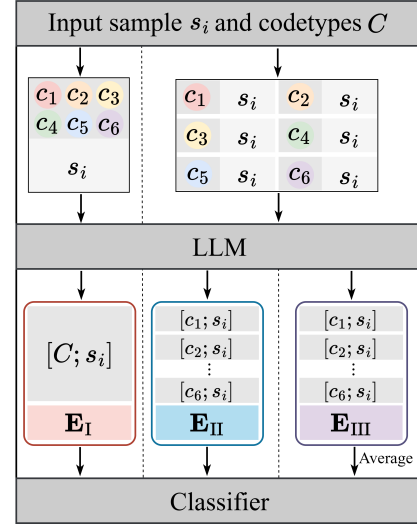 Input sample s_i and codetypes C
c_1 c_2 c_3
c_4 c_5 c_6
s_i
c_1 s_i c_2 s_i
c_3 s_i c_4 s_i
c_5 s_i c_6 s_i
LLM
[C; s_i]
E_I
[c_1; s_i]
[c_2; s_i]
⋮
[c_6; s_i]
E_II
[c_1; s_i]
[c_2; s_i]
⋮
[c_6; s_i]
E_III
Average
Classifier